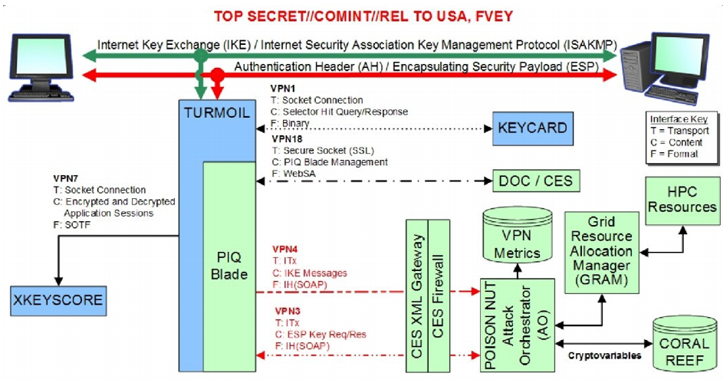 TOP SECRET//COMINT//REL TO USA, FVEY
Internet Key Exchange (IKE) / Internet Security Association Key Management Protocol (ISAKMP)
Authentication Header (AH) / Encapsulating Security Payload (ESP)
VPN1
T: Socket Connection
C: Selector Hit Query/Response
F: Binary
TURMOIL
KEYCARD
Interface Key
T = Transport
C = Content
F = Format
VPN18
T: Secure Socket (SSL)
C: PIQ Blade Management
F: WebSA
DOC / CES
VPN7
T: Socket Connection
C: Encrypted and Decrypted
Application Sessions
F: SOTF
XKEYSCORE
PIQ
Blade
VPN4
T: ITx
C: IKE Messages
F: IH(SOAP)
VPN3
T: ITx
C: ESP Key Req/Res
F: IH(SOAP)
CES XML Gateway
CES Firewall
VPN
Metrics
POISON NUT
Attack
Orchestrator
(AO)
Grid
Resource
Allocation
Manager
(GRAM)
HPC
Resources
Cryptovariables
CORAL
REEF